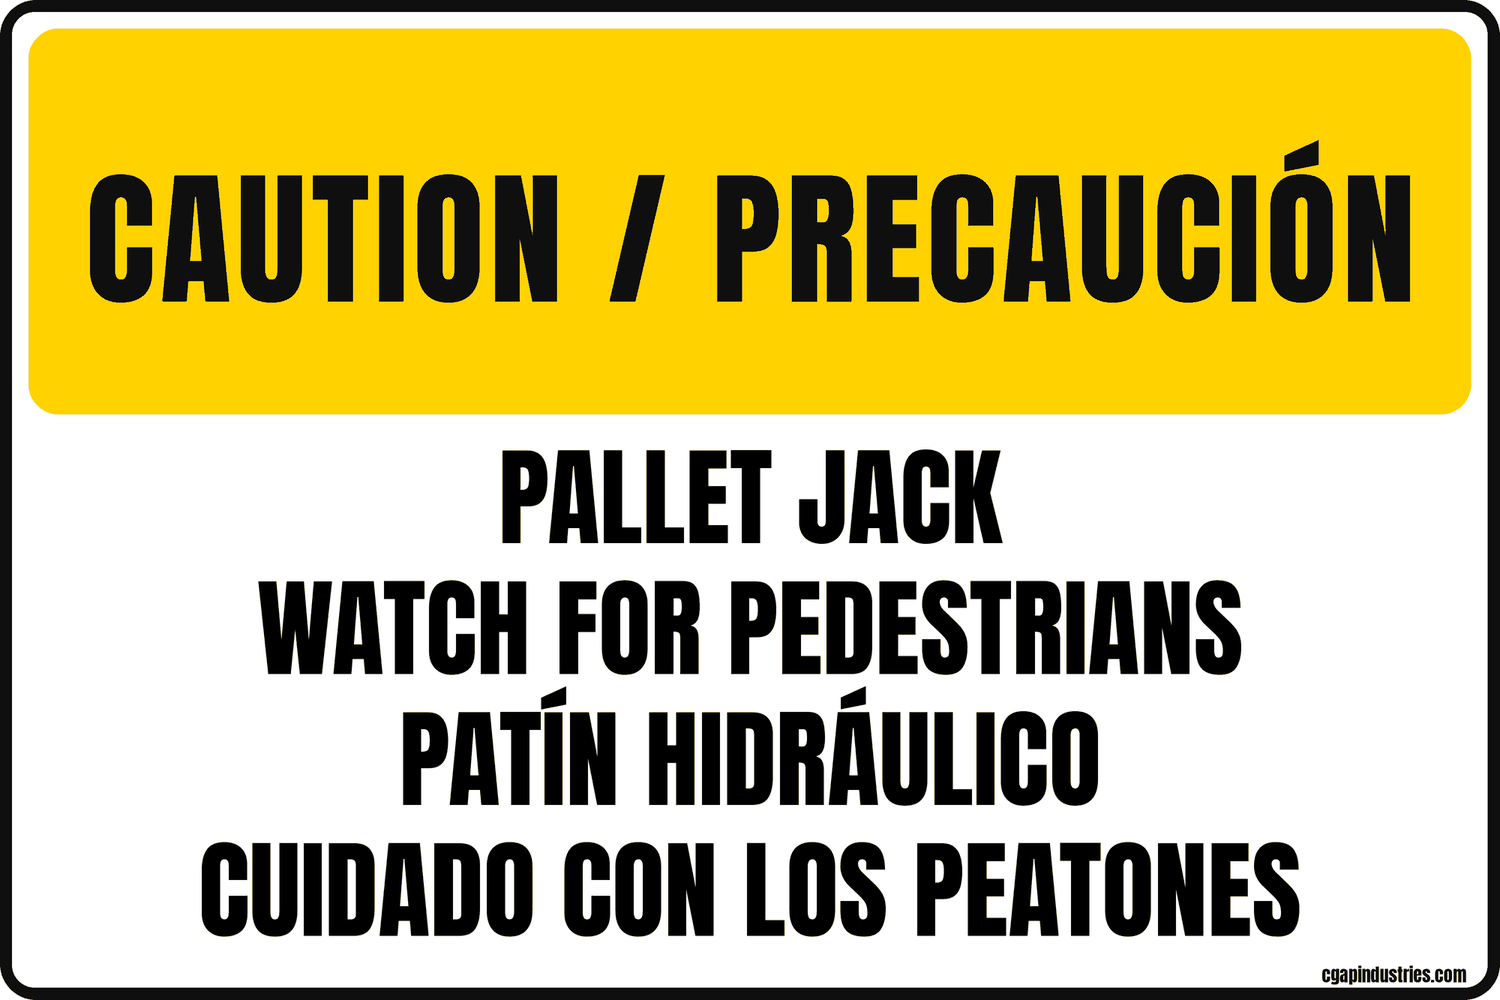 CAUTION / PRECAUCIÓN
PALLET JACK
WATCH FOR PEDESTRIANS
PATÍN HIDRÁULICO
CUIDADO CON LOS PEATONES
cgapindustries.com